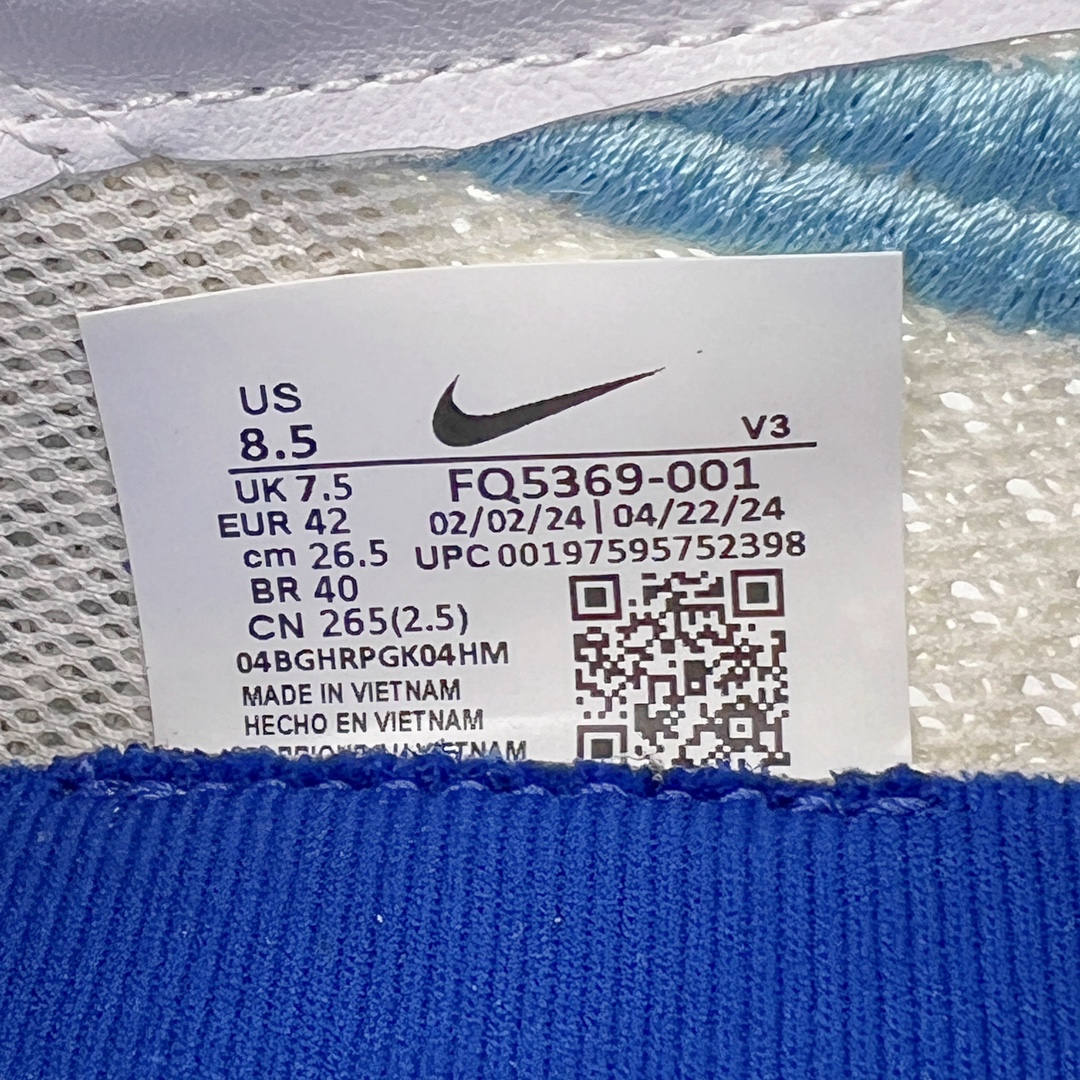 US
8.5
V3
UK 7.5
FQ5369-001
EUR 42
02/02/24 | 04/22/24
cm 26.5
UPC 00197595752398
BR 40
CN 265(2.5)
04BGHRPGK04HM
MADE IN VIETNAM
HECHO EN VIETNAM
VIETNAM